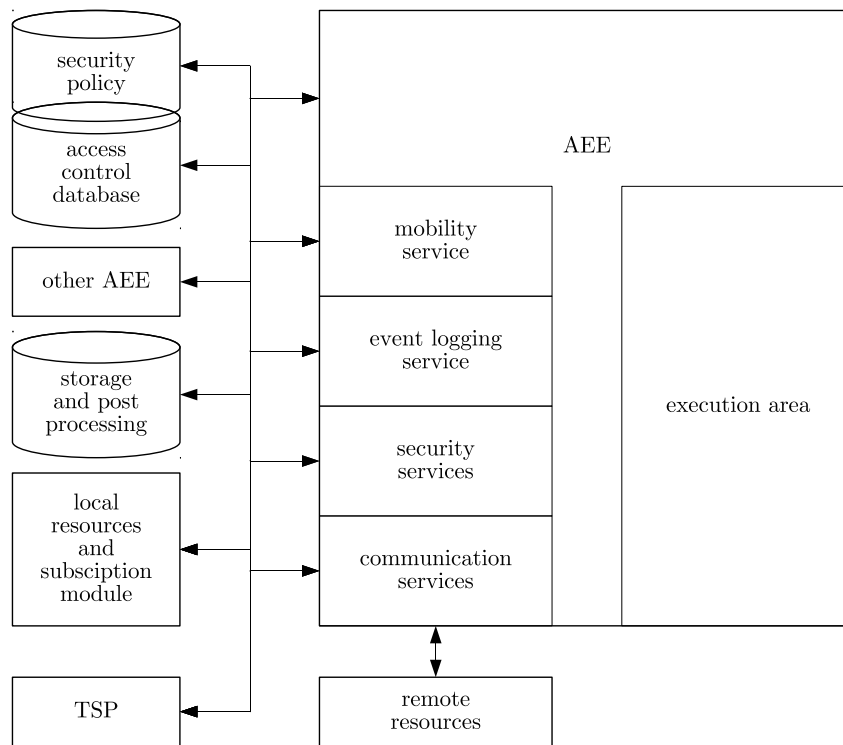 security
policy
access
control
database
other AEE
storage
and post
processing
local
resources
and
subsciption
module
TSP
AEE
mobility
service
event logging
service
security
services
communication
services
execution area
remote
resources